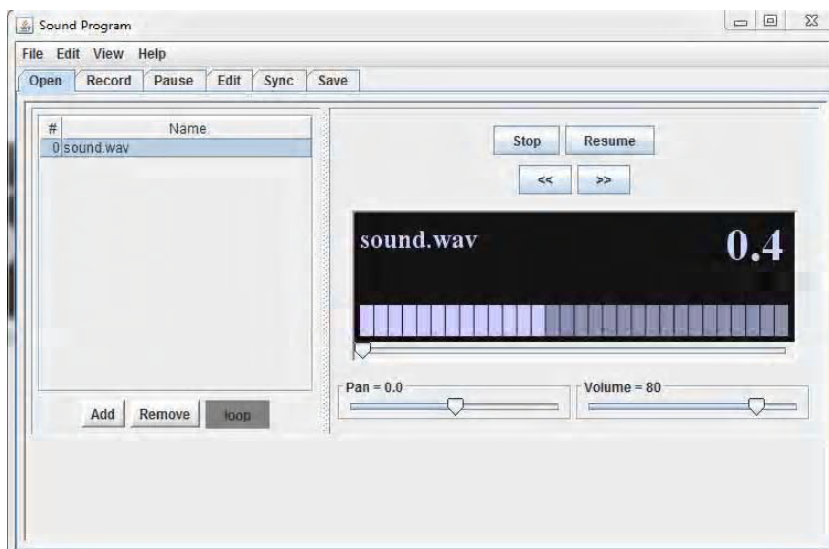 Sound Program
File Edit View Help
Open Record Pause Edit Sync Save
# Name
0 sound.wav
Stop Resume
<< >>
sound.wav 0.4
Pan = 0.0 Volume = 80
Add Remove loop